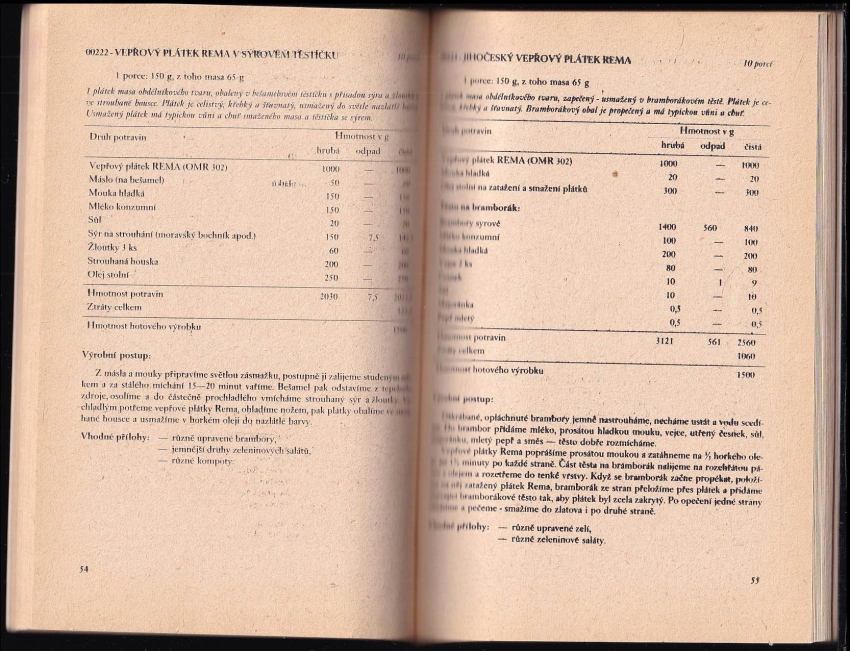 00222 - VEPŘOVÝ PLÁTEK REMA V SÝROVÉM TĚSTÍČKU
10 porcí
1 porce: 150 g, z toho masa 65 g
1 plátek masa obdélníkového tvaru, obalený v bešamelovém těstíčku s přísadou sýra a
ve strouhané housce. Plátek je celistvý, křehký a šťavnatý, usmažený do světle nazlátlé
Usmažený plátek má typickou vůni a chuť smaženého masa a těstíčka se sýrem.
Druh potravin Hmotnost v g
hrubá odpad
Vepřový plátek REMA (OMR 302) 1000 —
Máslo (na bešamel) 50 —
Mouka hladká 150 —
Mléko konzumní 150 —
Sůl 20 —
Sýr na strouhání (moravský bochník apod.) 150 7,5
Žloutky 3 ks 60 —
Strouhaná houska 200 —
Olej stolní 250 —
Hmotnost potravin 2030 7,5
Ztráty celkem
Hmotnost hotového výrobku
Výrobní postup:
Z másla a mouky připravíme světlou zásmažku, postupně ji zalijeme
kem a za stálého míchání 15—20 minut vaříme. Bešamel pak odstavíme z
zdroje, osolíme a do částečně prochladlého vmícháme strouhaný sýr a
chladlým potřeme vepřové plátky Rema, ohladíme nožem, pak plátky obalíme
hané housce a usmažíme v horkém oleji do nazlátlé barvy.
Vhodné přílohy: — různě upravené brambory,
— jemnější druhy zeleninových salátů,
— různé kompoty.
54
JIHOČESKÝ VEPŘOVÝ PLÁTEK REMA
10 porcí
1 porce: 150 g, z toho masa 65 g
masa obdélníkového tvaru, zapečený - usmažený v bramborákovém těstě. Plátek je ce-
křehký a šťavnatý. Bramborákový obal je propečený a má typickou vůni a chuť.
potravin Hmotnost v g
hrubá odpad čistá
plátek REMA (OMR 302) 1000 — 1000
hladká 20 — 20
stolní na zatažení a smažení plátků 300 — 300
na bramborák:
syrové 1400 560 840
konzumní 100 — 100
hladká 200 — 200
ks 80 — 80
10 1 9
10 — 10
0,5 — 0,5
mletý 0,5 — 0,5
potravin 3121 561 2560
celkem 1060
hotového výrobku 1500
postup:
opláchnuté brambory jemně nastrouháme, necháme ustát a vodu scedí-
brambor přidáme mléko, prosátou hladkou mouku, vejce, utřený česnek, sůl,
mletý pepř a směs — těsto dobře rozmícháme.
plátky Rema poprášíme prosátou moukou a zatáhneme na ½ horkého ole-
minuty po každé straně. Část těsta na bramborák nalijeme na rozehřátou pá-
olejem a rozetřeme do tenké vrstvy. Když se bramborák začne propékat, položí-
zatažený plátek Rema, bramborák ze stran přeložíme přes plátek a přidáme
bramborákové těsto tak, aby plátek byl zcela zakrytý. Po opečení jedné strany
a pečeme - smažíme do zlatova i po druhé straně.
přílohy: — různě upravené zelí,
— různé zeleninové saláty.
55